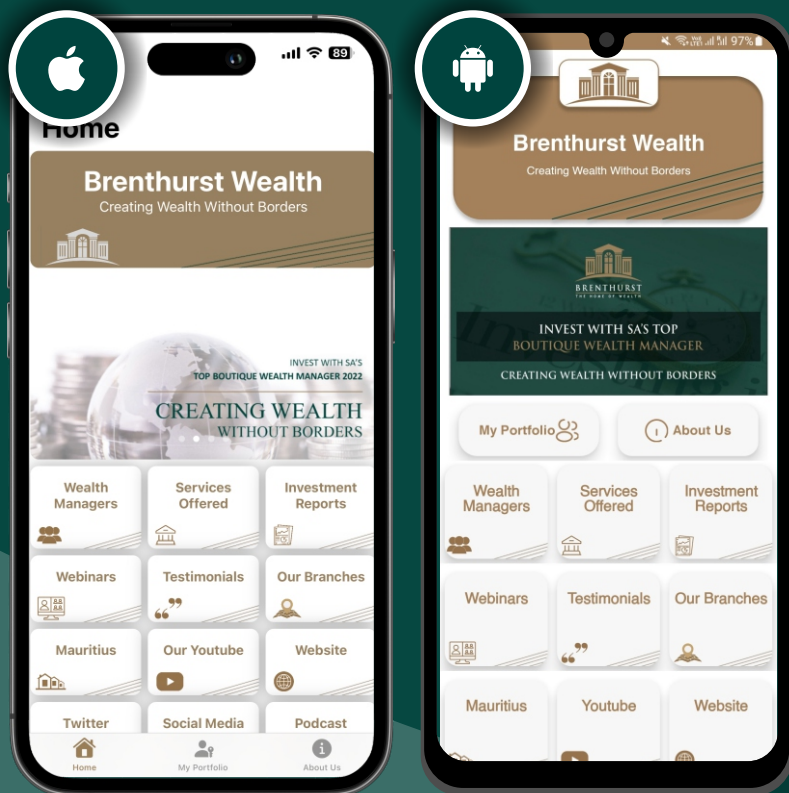 89
Home
Brenthurst Wealth
Creating Wealth Without Borders
INVEST WITH SA'S
TOP BOUTIQUE WEALTH MANAGER 2022
CREATING WEALTH
WITHOUT BORDERS
Wealth
Managers
Services
Offered
Investment
Reports
Webinars
Testimonials
Our Branches
Mauritius
Our Youtube
Website
Twitter
Social Media
Podcast
Home
My Portfolio
About Us
97%
Brenthurst Wealth
Creating Wealth Without Borders
BRENTHURST
THE HOME OF WEALTH
INVEST WITH SA'S TOP
BOUTIQUE WEALTH MANAGER
CREATING WEALTH WITHOUT BORDERS
My Portfolio
About Us
Wealth
Managers
Services
Offered
Investment
Reports
Webinars
Testimonials
Our Branches
Mauritius
Youtube
Website